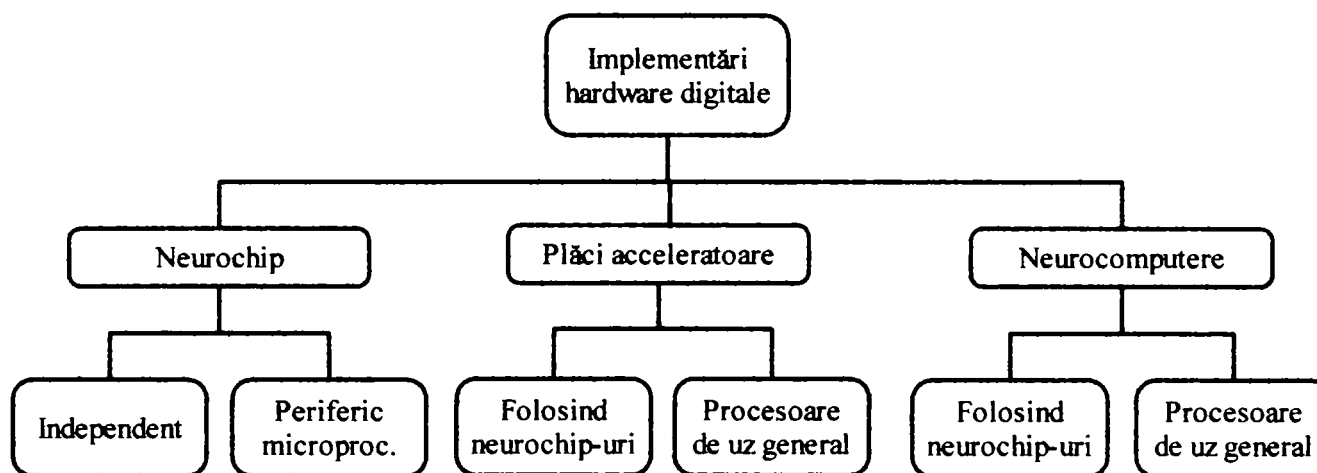 Implementări
hardware digitale
Neurochip
Plăci acceleratoare
Neurocomputere
Independent
Periferic
microproc.
Folosind
neurochip-uri
Procesoare
de uz general
Folosind
neurochip-uri
Procesoare
de uz general